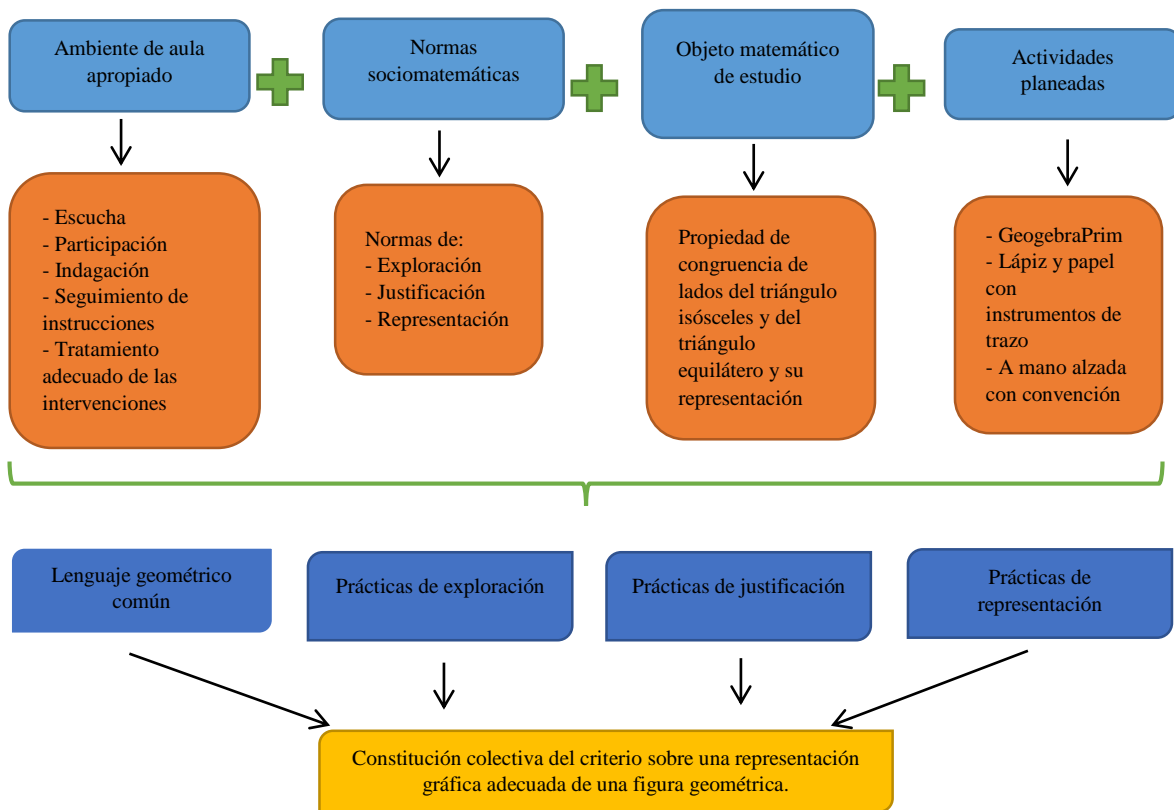 Ambiente de aula
apropiado
Normas
sociomatemáticas
Objeto matemático
de estudio
Actividades
planeadas
- Escucha
- Participación
- Indagación
- Seguimiento de
instrucciones
- Tratamiento
adecuado de las
intervenciones
Normas de:
- Exploración
- Justificación
- Representación
Propiedad de
congruencia de
lados del triángulo
isósceles y del
triángulo
equilátero y su
representación
- GeogebraPrim
- Lápiz y papel
con
instrumentos de
trazo
- A mano alzada
con convención
Lenguaje geométrico
común
Prácticas de exploración
Prácticas de justificación
Prácticas de
representación
Constitución colectiva del criterio sobre una representación
gráfica adecuada de una figura geométrica.